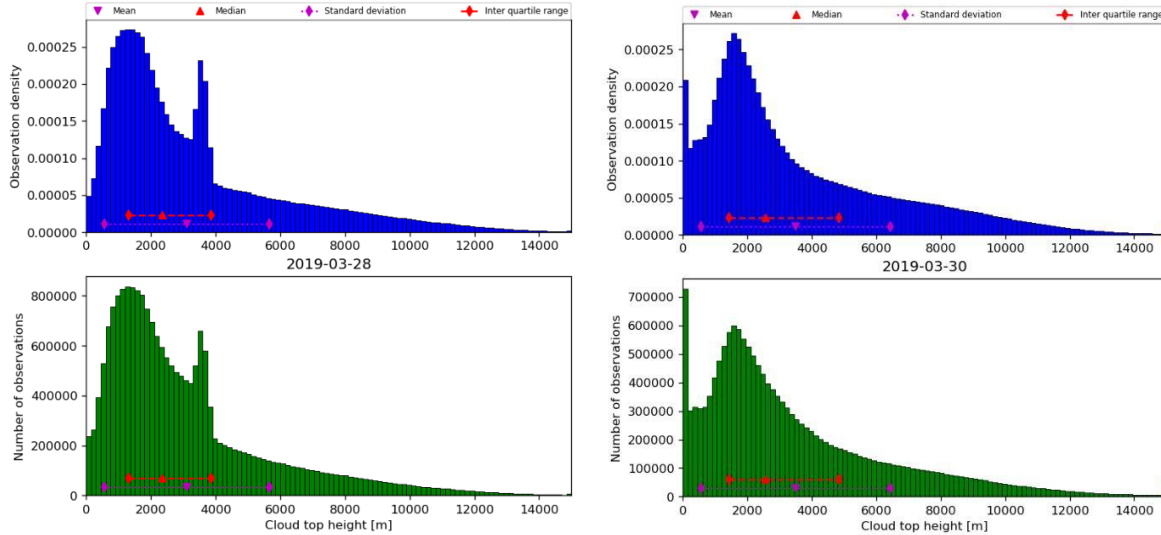 Mean Median Standard deviation Inter quartile range
Observation density
0.00025
0.00020
0.00015
0.00010
0.00005
0.00000
0 2000 4000 6000 8000 10000 12000 14000
2019-03-28
Number of observations
800000
600000
400000
200000
0
0 2000 4000 6000 8000 10000 12000 14000
Cloud top height [m]
Mean Median Standard deviation Inter quartile range
Observation density
0.00025
0.00020
0.00015
0.00010
0.00005
0.00000
0 2000 4000 6000 8000 10000 12000 14000
2019-03-30
Number of observations
700000
600000
500000
400000
300000
200000
100000
0
0 2000 4000 6000 8000 10000 12000 14000
Cloud top height [m]